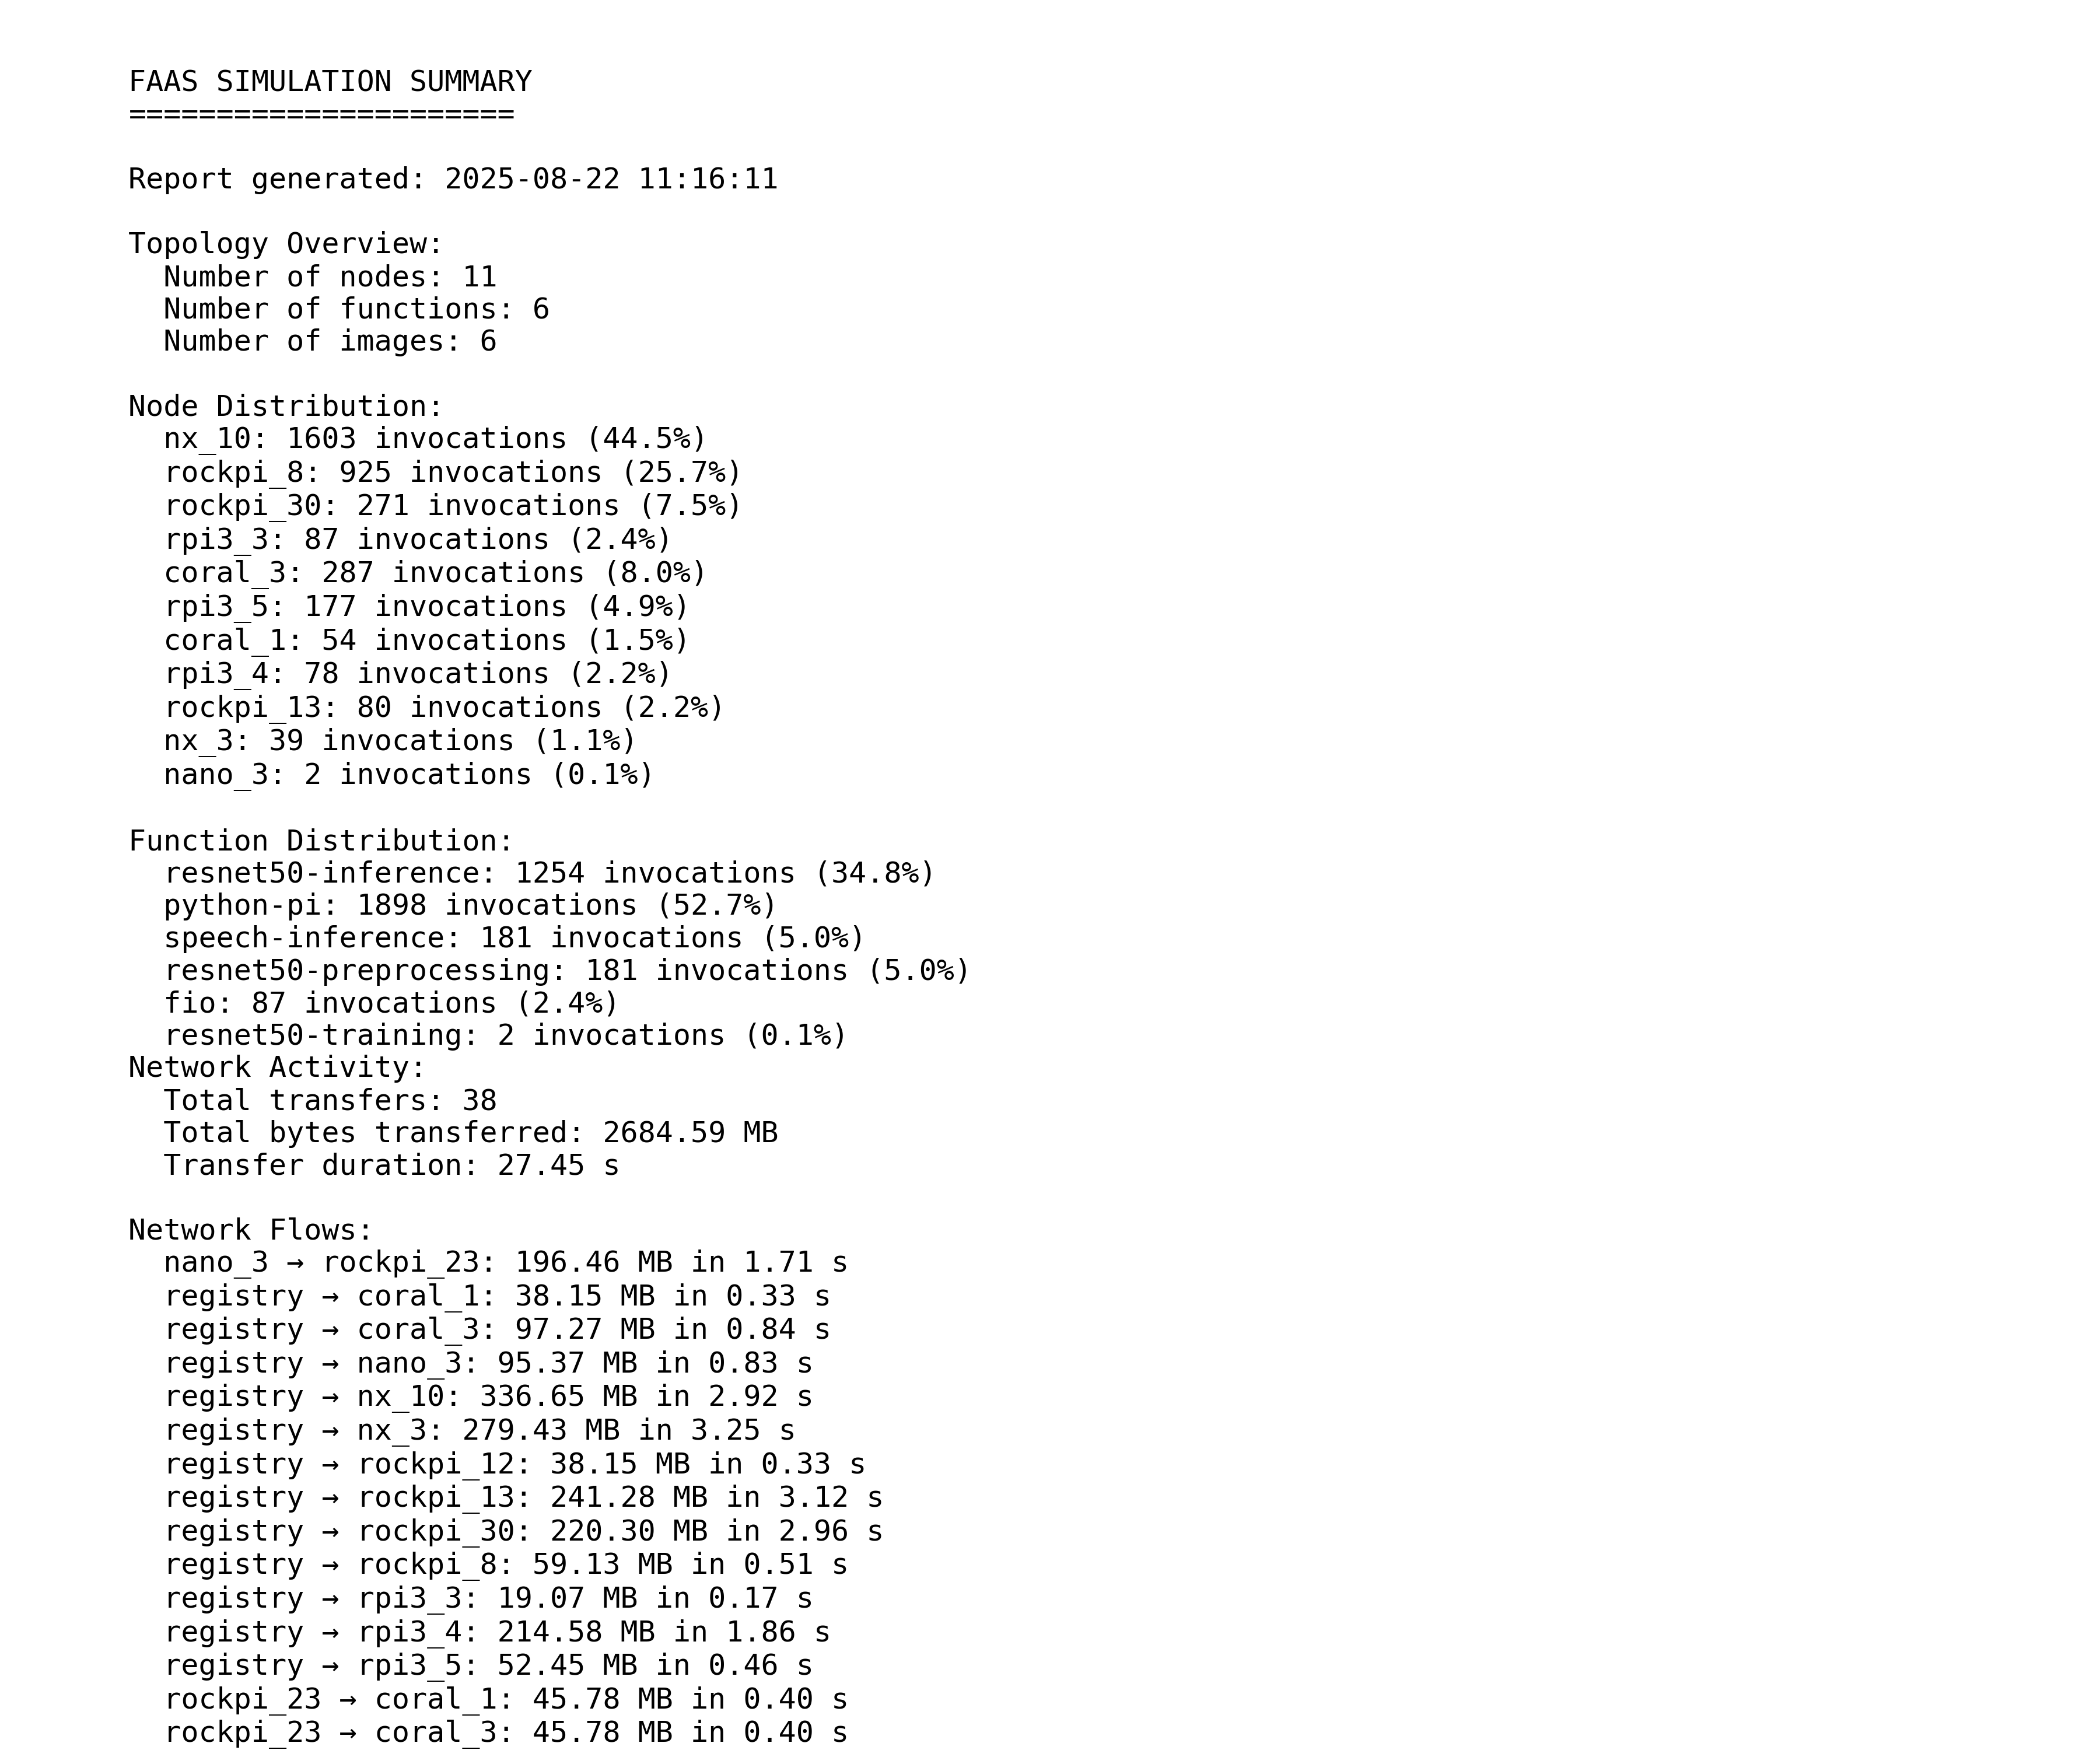 FAAS SIMULATION SUMMARY
======================
Report generated: 2025-08-22 11:16:11
Topology Overview:
  Number of nodes: 11
  Number of functions: 6
  Number of images: 6
Node Distribution:
  nx_10: 1603 invocations (44.5%)
  rockpi_8: 925 invocations (25.7%)
  rockpi_30: 271 invocations (7.5%)
  rpi3_3: 87 invocations (2.4%)
  coral_3: 287 invocations (8.0%)
  rpi3_5: 177 invocations (4.9%)
  coral_1: 54 invocations (1.5%)
  rpi3_4: 78 invocations (2.2%)
  rockpi_13: 80 invocations (2.2%)
  nx_3: 39 invocations (1.1%)
  nano_3: 2 invocations (0.1%)
Function Distribution:
  resnet50-inference: 1254 invocations (34.8%)
  python-pi: 1898 invocations (52.7%)
  speech-inference: 181 invocations (5.0%)
  resnet50-preprocessing: 181 invocations (5.0%)
  fio: 87 invocations (2.4%)
  resnet50-training: 2 invocations (0.1%)
Network Activity:
  Total transfers: 38
  Total bytes transferred: 2684.59 MB
  Transfer duration: 27.45 s
Network Flows:
  nano_3 → rockpi_23: 196.46 MB in 1.71 s
  registry → coral_1: 38.15 MB in 0.33 s
  registry → coral_3: 97.27 MB in 0.84 s
  registry → nano_3: 95.37 MB in 0.83 s
  registry → nx_10: 336.65 MB in 2.92 s
  registry → nx_3: 279.43 MB in 3.25 s
  registry → rockpi_12: 38.15 MB in 0.33 s
  registry → rockpi_13: 241.28 MB in 3.12 s
  registry → rockpi_30: 220.30 MB in 2.96 s
  registry → rockpi_8: 59.13 MB in 0.51 s
  registry → rpi3_3: 19.07 MB in 0.17 s
  registry → rpi3_4: 214.58 MB in 1.86 s
  registry → rpi3_5: 52.45 MB in 0.46 s
  rockpi_23 → coral_1: 45.78 MB in 0.40 s
  rockpi_23 → coral_3: 45.78 MB in 0.40 s